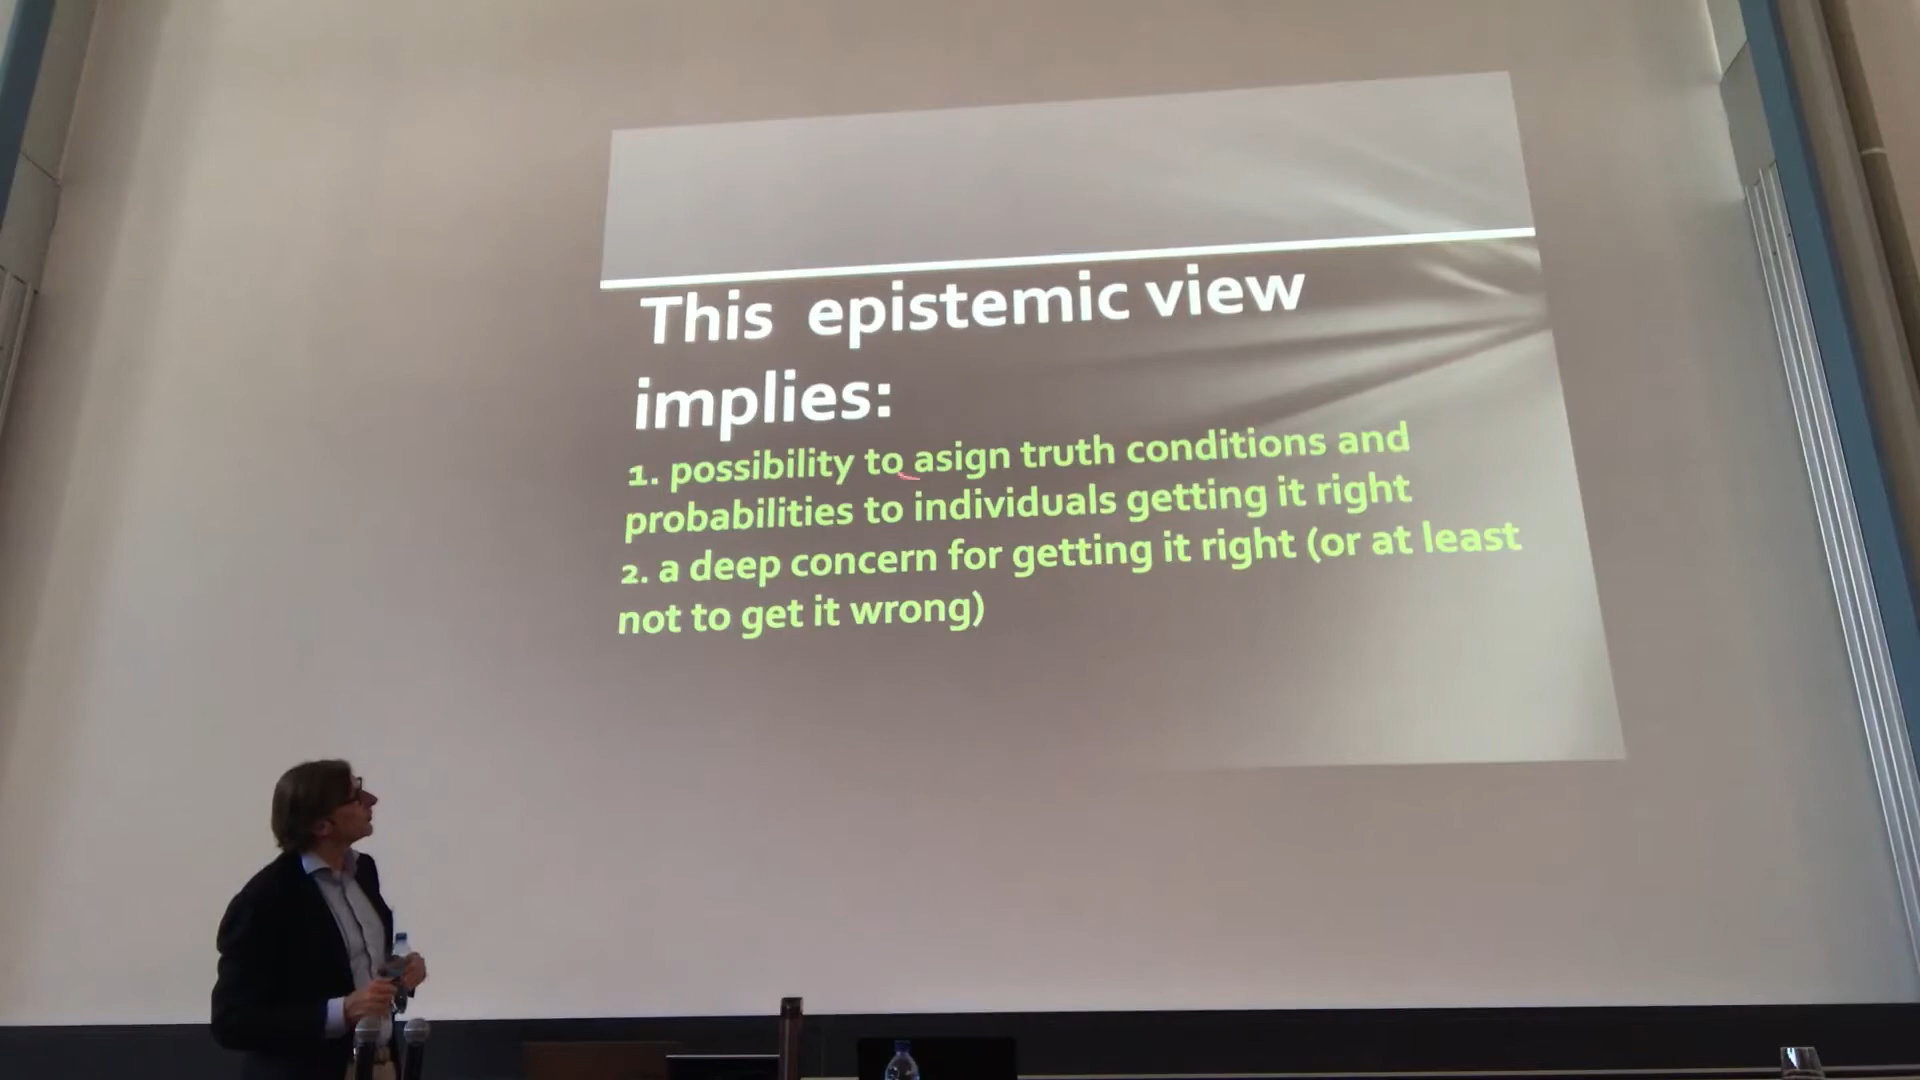 This epistemic view
implies:
1. possibility to asign truth conditions and
probabilities to individuals getting it right
2. a deep concern for getting it right (or at least
not to get it wrong)